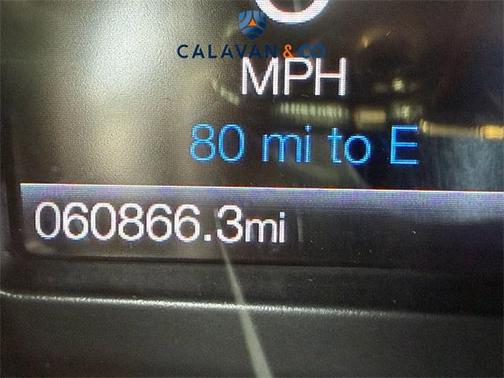 CALAVAN & CO
MPH
80 mi to E
060866.3mi